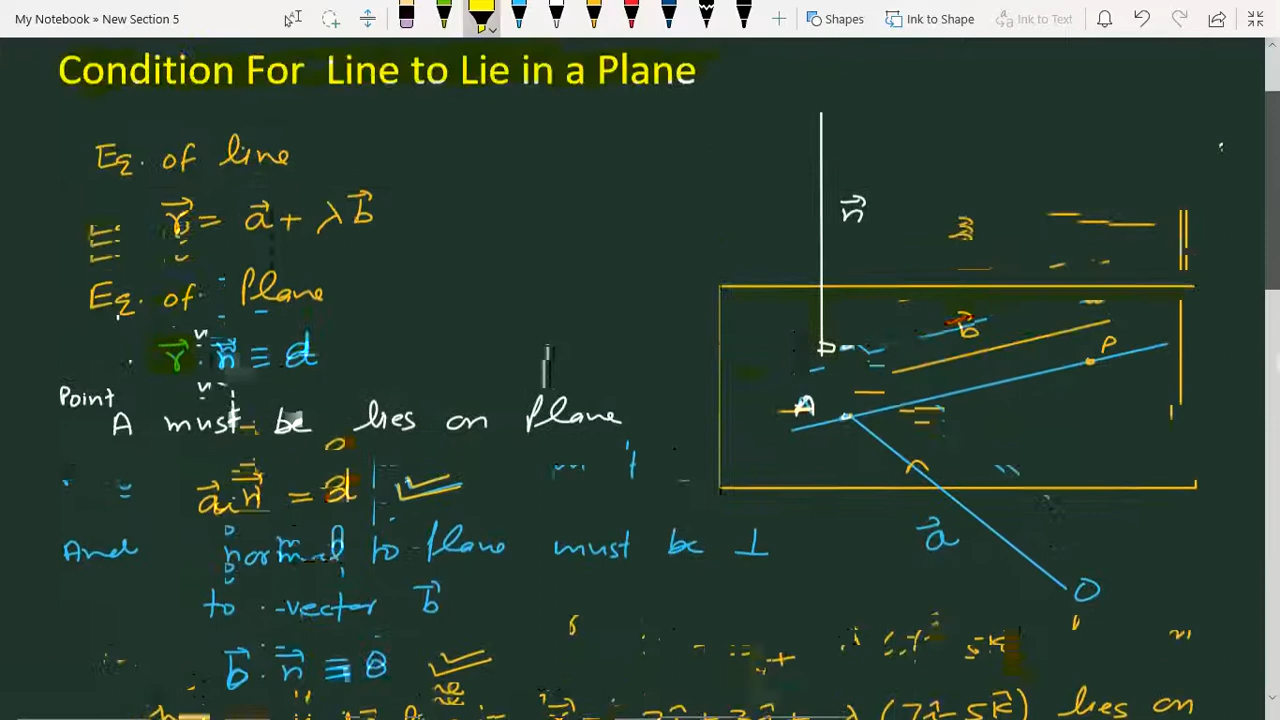 My Notebook » New Section 5
Shapes
Ink to Shape
Ink to Text
Condition For Line to Lie in a Plane
Eq. of line
r⃗ = a⃗ + λb⃗
Eq. of Plane
r⃗ · n⃗ = d
Point
A must be lies on Plane
a⃗ · n⃗ = d
And normal to plane must be ⊥
to vector b⃗
b⃗ · n⃗ = 0
n⃗
b⃗
P
A
a⃗
O
lies on